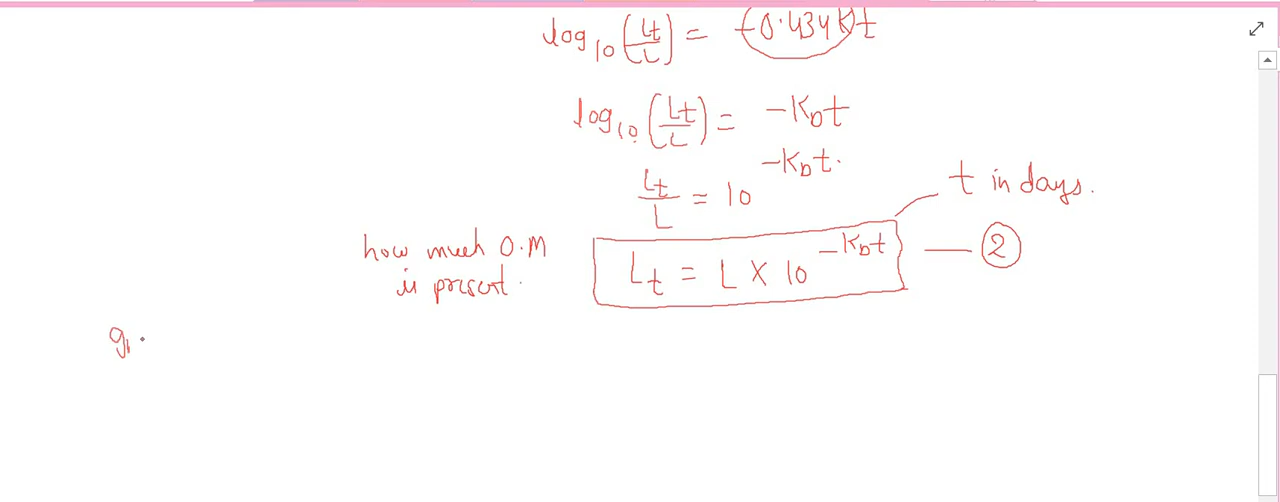 log10(Lt/L) = (-0.434K)t
log10(Lt/L) = -KDt
Lt/L = 10^-KDt.
t in days.
how much O.M
is present.
Lt = L X 10^-KDt — 2